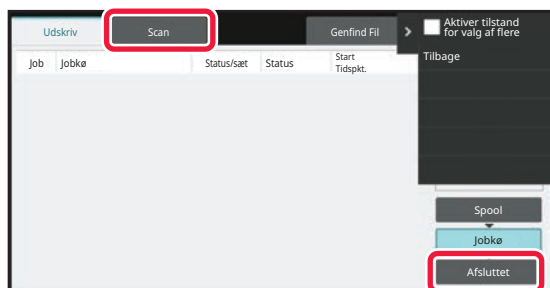 Udskriv
Scan
Genfind Fil
Aktiver tilstand
for valg af flere
Tilbage
Job
Jobkø
Status/sæt
Status
Start
Tidspkt.
Spool
Jobkø
Afsluttet